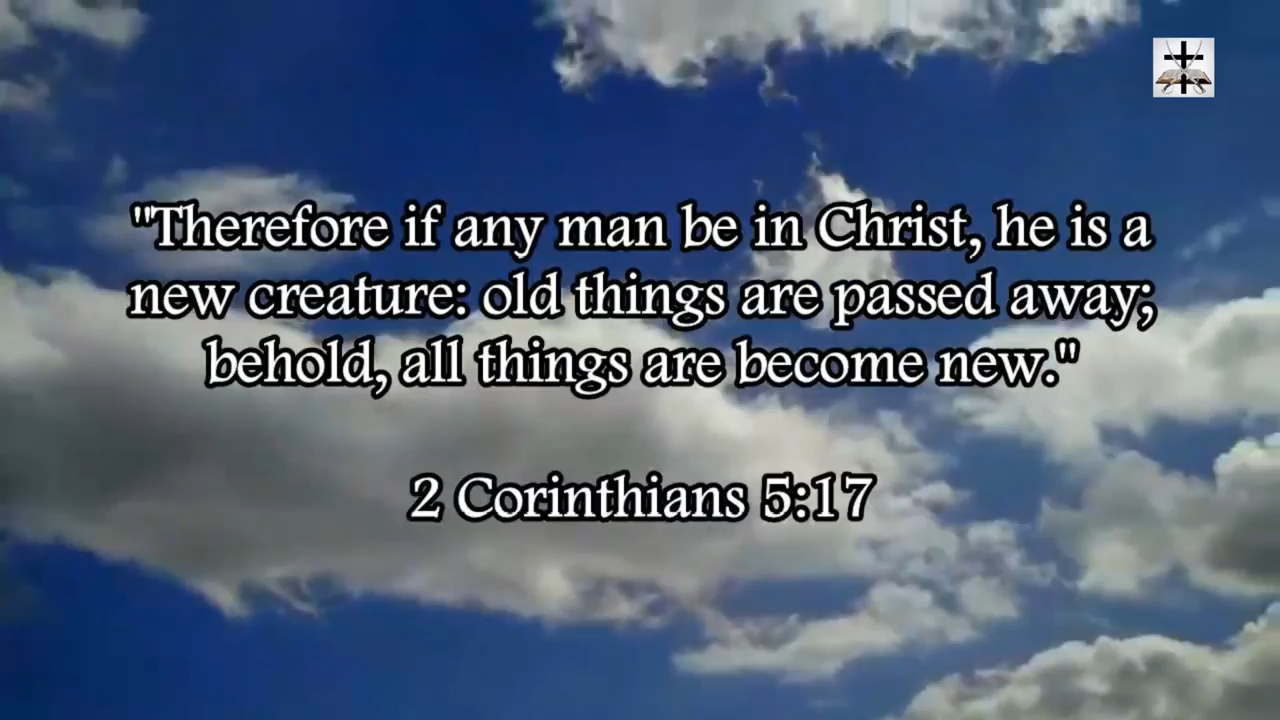 "Therefore if any man be in Christ, he is a
new creature: old things are passed away;
behold, all things are become new."
2 Corinthians 5:17